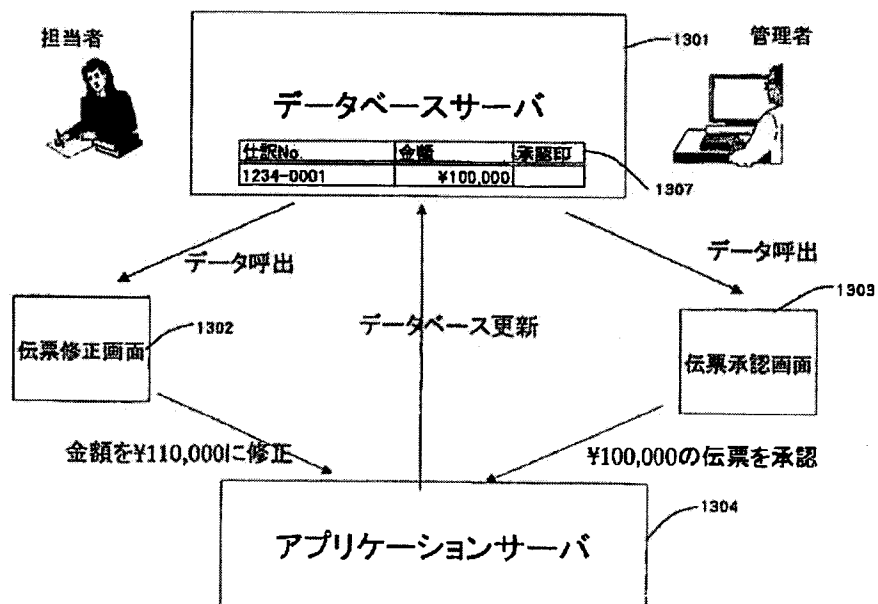 担当者
1301
管理者
データベースサーバ
仕訳No. 金額 承認印
1234-0001 ¥100,000
1307
データ呼出
データ呼出
1303
1302
データベース更新
伝票修正画面
伝票承認画面
金額を¥110,000に修正
¥100,000の伝票を承認
1304
アプリケーションサーバ